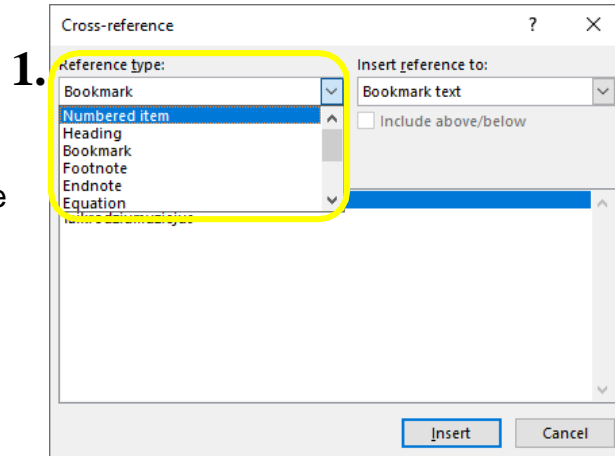 Cross-reference ?
1.
Reference type: Insert reference to:
Bookmark Bookmark text
Numbered item Include above/below
Heading
Bookmark
Footnote
Endnote
e Equation
Insert Cancel